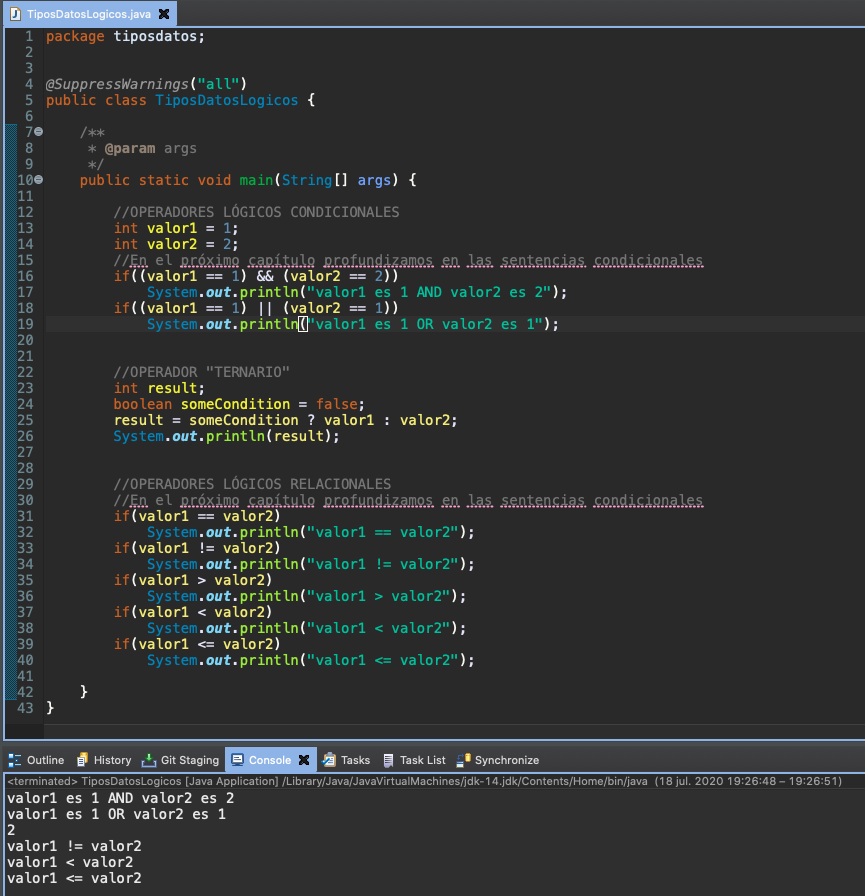 TiposDatosLogicos.java
1 package tiposdatos;
2
3
4 @SuppressWarnings("all")
5 public class TiposDatosLogicos {
6
7 /**
8 * @param args
9 */
10 public static void main(String[] args) {
11
12 //OPERADORES LÓGICOS CONDICIONALES
13 int valor1 = 1;
14 int valor2 = 2;
15 //En el próximo capítulo profundizamos en las sentencias condicionales
16 if((valor1 == 1) && (valor2 == 2))
17 System.out.println("valor1 es 1 AND valor2 es 2");
18 if((valor1 == 1) || (valor2 == 1))
19 System.out.println("valor1 es 1 OR valor2 es 1");
20
21
22 //OPERADOR "TERNARIO"
23 int result;
24 boolean someCondition = false;
25 result = someCondition ? valor1 : valor2;
26 System.out.println(result);
27
28
29 //OPERADORES LÓGICOS RELACIONALES
30 //En el próximo capítulo profundizamos en las sentencias condicionales
31 if(valor1 == valor2)
32 System.out.println("valor1 == valor2");
33 if(valor1 != valor2)
34 System.out.println("valor1 != valor2");
35 if(valor1 > valor2)
36 System.out.println("valor1 > valor2");
37 if(valor1 < valor2)
38 System.out.println("valor1 < valor2");
39 if(valor1 <= valor2)
40 System.out.println("valor1 <= valor2");
41
42 }
43 }
Outline History Git Staging Console Tasks Task List Synchronize
<terminated> TiposDatosLogicos [Java Application] /Library/Java/JavaVirtualMachines/jdk-14.jdk/Contents/Home/bin/java (18 jul. 2020 19:26:48 – 19:26:51)
valor1 es 1 AND valor2 es 2
valor1 es 1 OR valor2 es 1
2
valor1 != valor2
valor1 < valor2
valor1 <= valor2